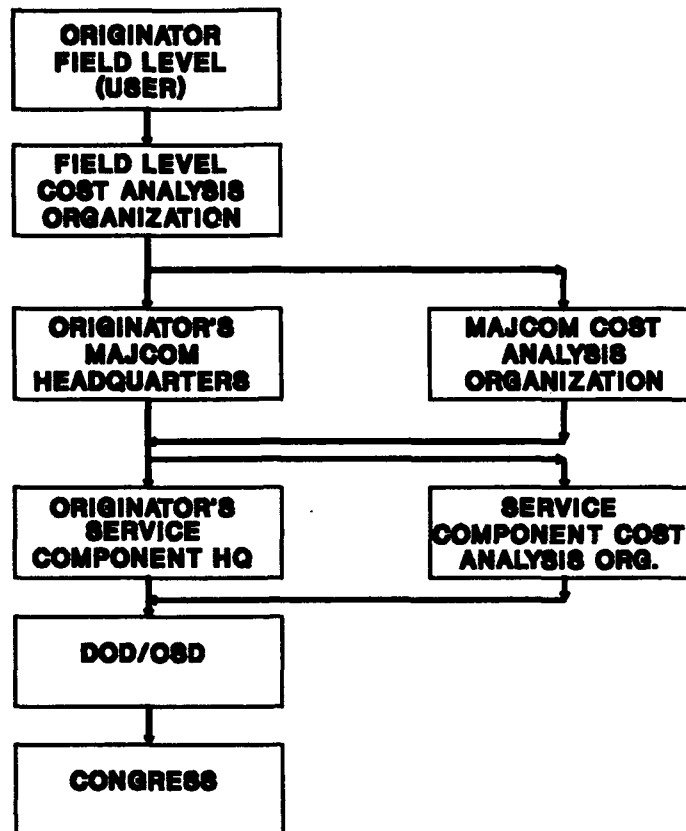 ORIGINATOR
FIELD LEVEL
(USER)
FIELD LEVEL
COST ANALYSIS
ORGANIZATION
ORIGINATOR'S
MAJCOM
HEADQUARTERS
MAJCOM COST
ANALYSIS
ORGANIZATION
ORIGINATOR'S
SERVICE
COMPONENT HQ
SERVICE
COMPONENT COST
ANALYSIS ORG.
DOD/OSD
CONGRESS